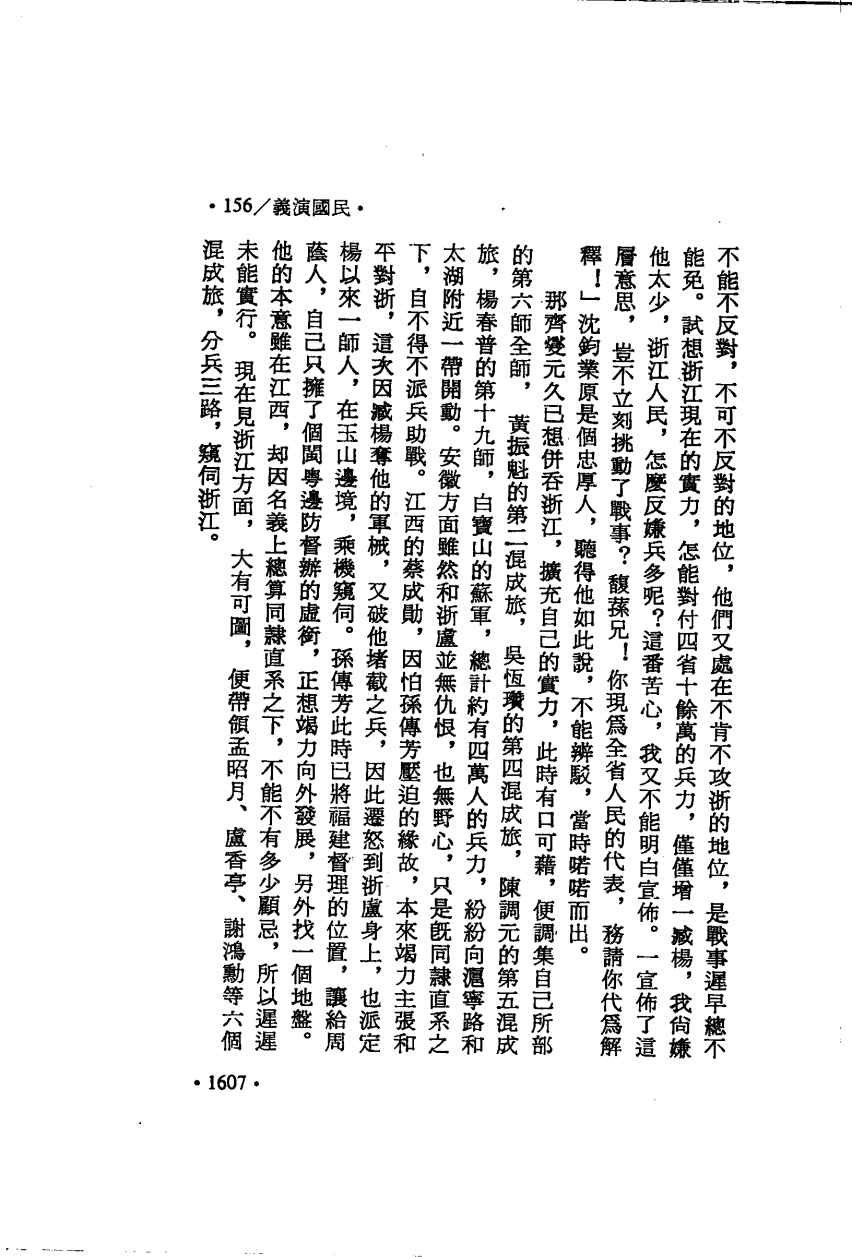 ·156/義演國民·
不能不反對，不可不反對的地位，他們又處在不肯不攻浙的地位，是戰事遲早總不
能免。試想浙江現在的實力，怎能對付四省十餘萬的兵力，僅僅增一臧楊，我尙嫌
他太少，浙江人民，怎麼反嫌兵多呢？這番苦心，我又不能明白宣佈。一宣佈了這
層意思，豈不立刻挑動了戰事？馥蓀兄！你現爲全省人民的代表，務請你代爲解
釋！」沈鈞業原是個忠厚人，聽得他如此說，不能辨駁，當時喏喏而出。
那齊燮元久已想併吞浙江，擴充自己的實力，此時有口可藉，便調集自己所部
的第六師全師，黃振魁的第二混成旅，吳恆瓚的第四混成旅，陳調元的第五混成
旅，楊春普的第十九師，白寶山的蘇軍，總計約有四萬人的兵力，紛紛向滬寧路和
太湖附近一帶開動。安徽方面雖然和浙盧並無仇恨，也無野心，只是旣同隷直系之
下，自不得不派兵助戰。江西的蔡成勛，因怕孫傳芳壓迫的緣故，本來竭力主張和
平對浙，這次因臧楊奪他的軍械，又破他堵截之兵，因此遷怒到浙盧身上，也派定
楊以來一師人，在玉山邊境，乘機窺伺。孫傳芳此時已將福建督理的位置，讓給周
蔭人，自己只擁了個閩粵邊防督辦的虛銜，正想竭力向外發展，另外找一個地盤。
他的本意雖在江西，却因名義上總算同隷直系之下，不能不有多少顧忌，所以遲遲
未能實行。現在見浙江方面，大有可圖，便帶領孟昭月、盧香亭、謝鴻勳等六個
混成旅，分兵三路，窺伺浙江。
·1607·